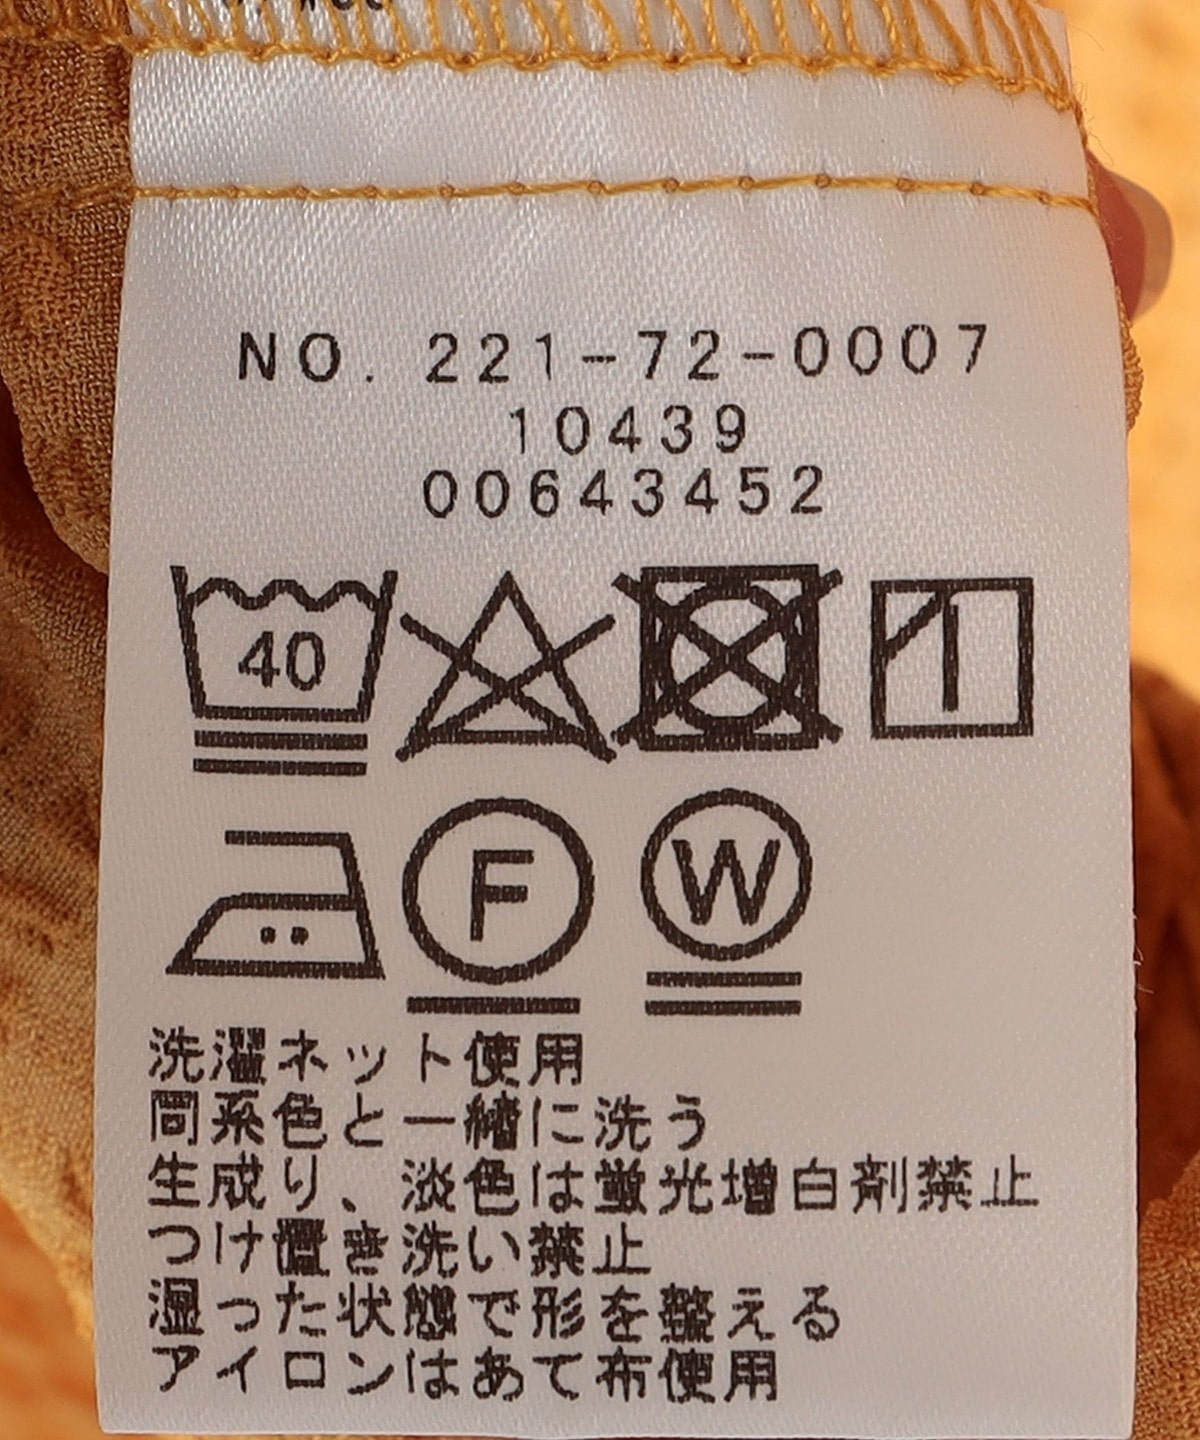 NO. 221-72-0007
10439
00643452
40
F
W
洗濯ネット使用
同系色と一緒に洗う
生成り、淡色は蛍光増白剤禁止
つけ置き洗い禁止
湿った状態で形を整える
アイロンはあて布使用